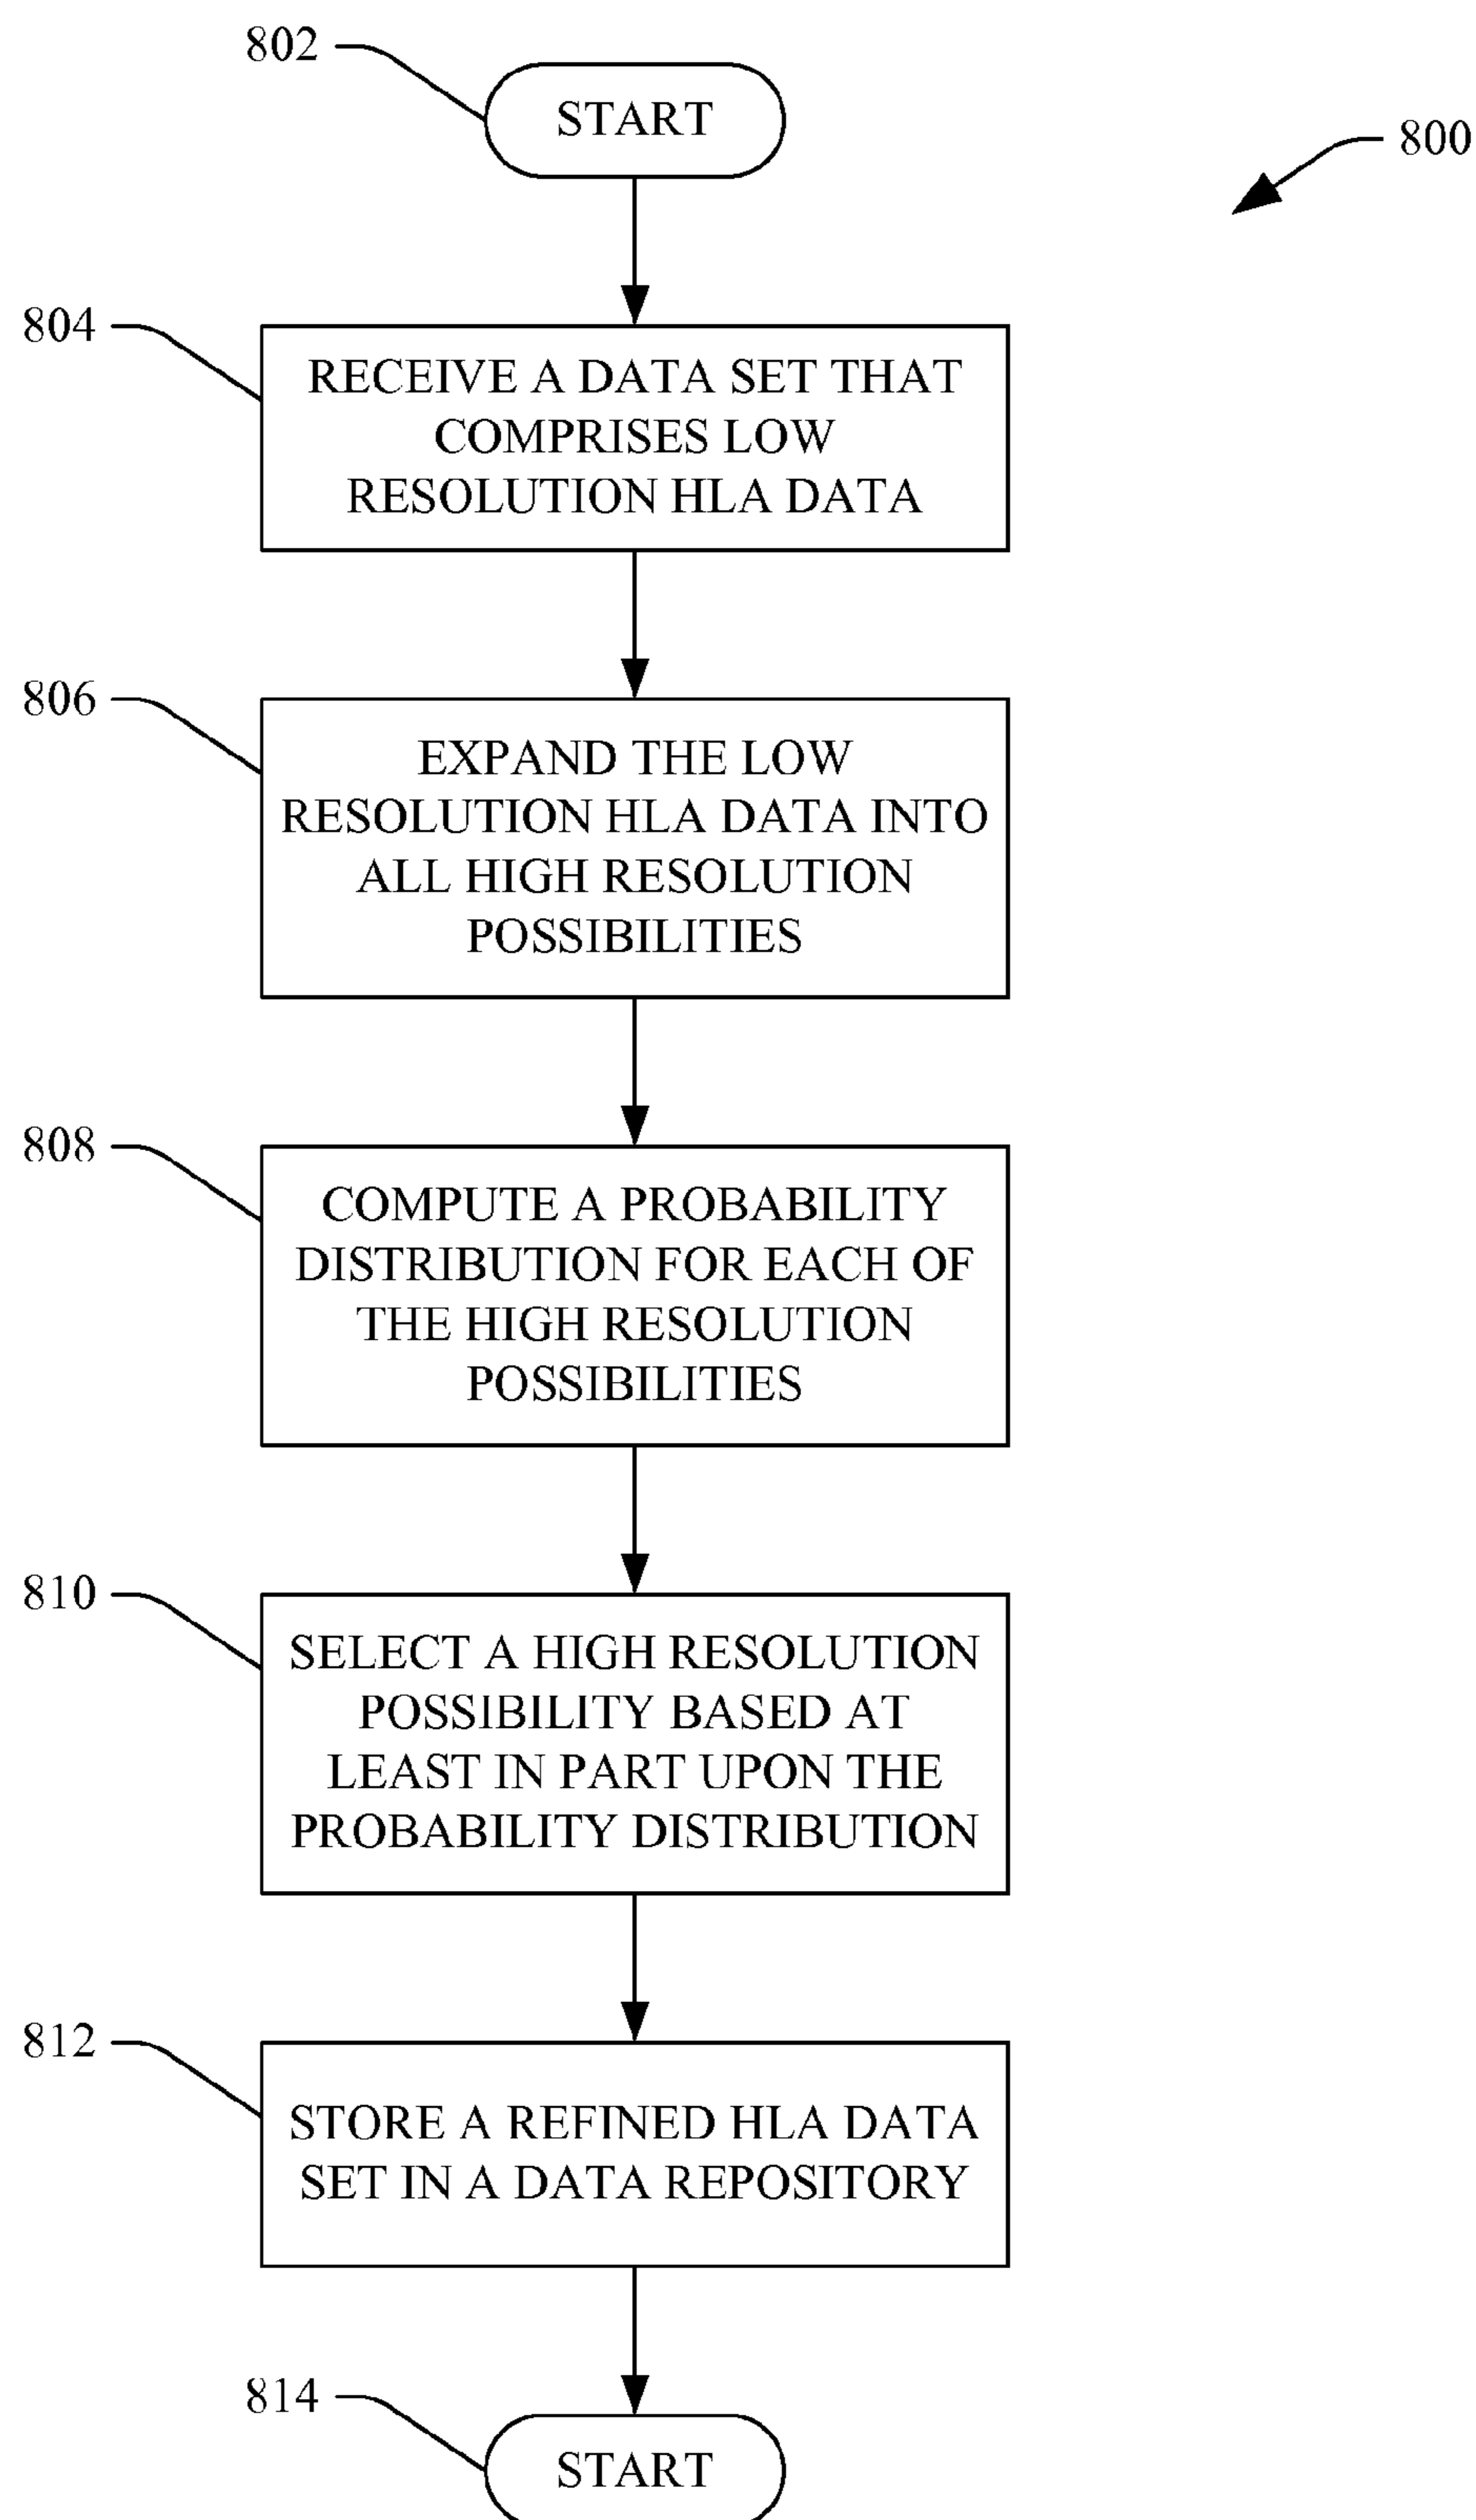 802
START
800
804
RECEIVE A DATA SET THAT
COMPRISES LOW
RESOLUTION HLA DATA
806
EXPAND THE LOW
RESOLUTION HLA DATA INTO
ALL HIGH RESOLUTION
POSSIBILITIES
808
COMPUTE A PROBABILITY
DISTRIBUTION FOR EACH OF
THE HIGH RESOLUTION
POSSIBILITIES
810
SELECT A HIGH RESOLUTION
POSSIBILITY BASED AT
LEAST IN PART UPON THE
PROBABILITY DISTRIBUTION
812
STORE A REFINED HLA DATA
SET IN A DATA REPOSITORY
814
START